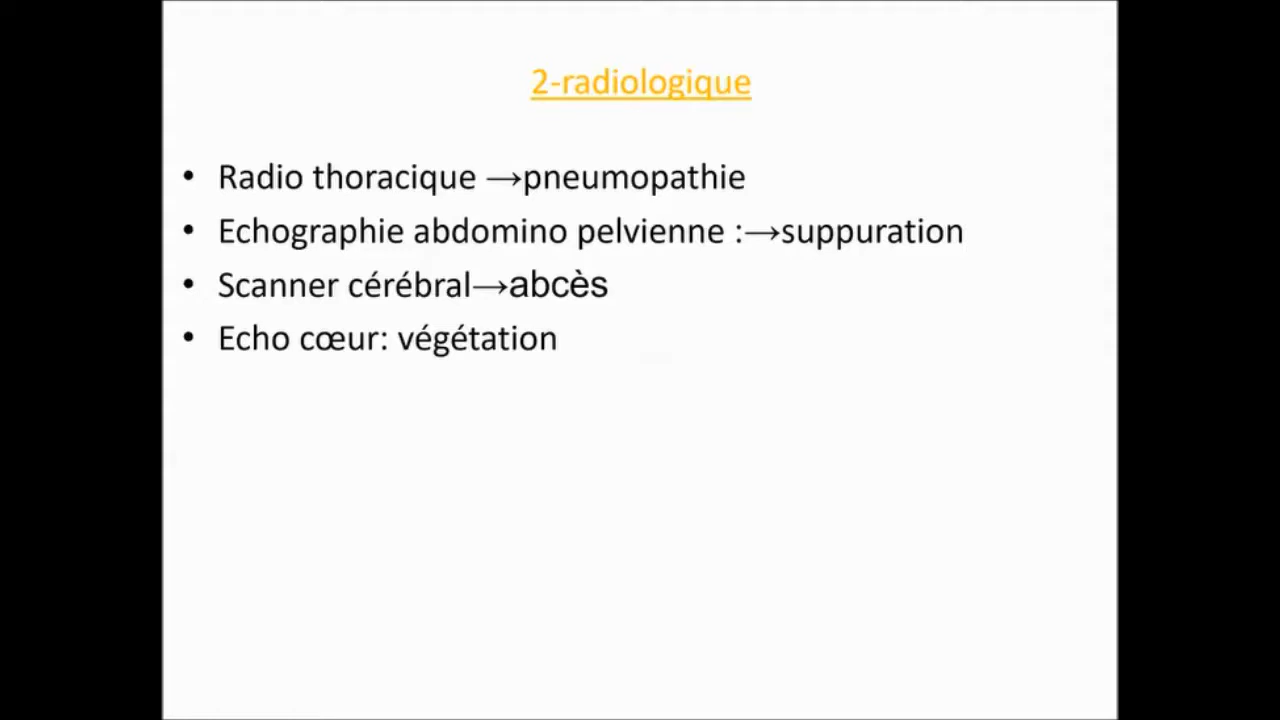 2-radiologique
• Radio thoracique →pneumopathie
• Echographie abdomino pelvienne :→suppuration
• Scanner cérébral→abcès
• Echo cœur: végétation